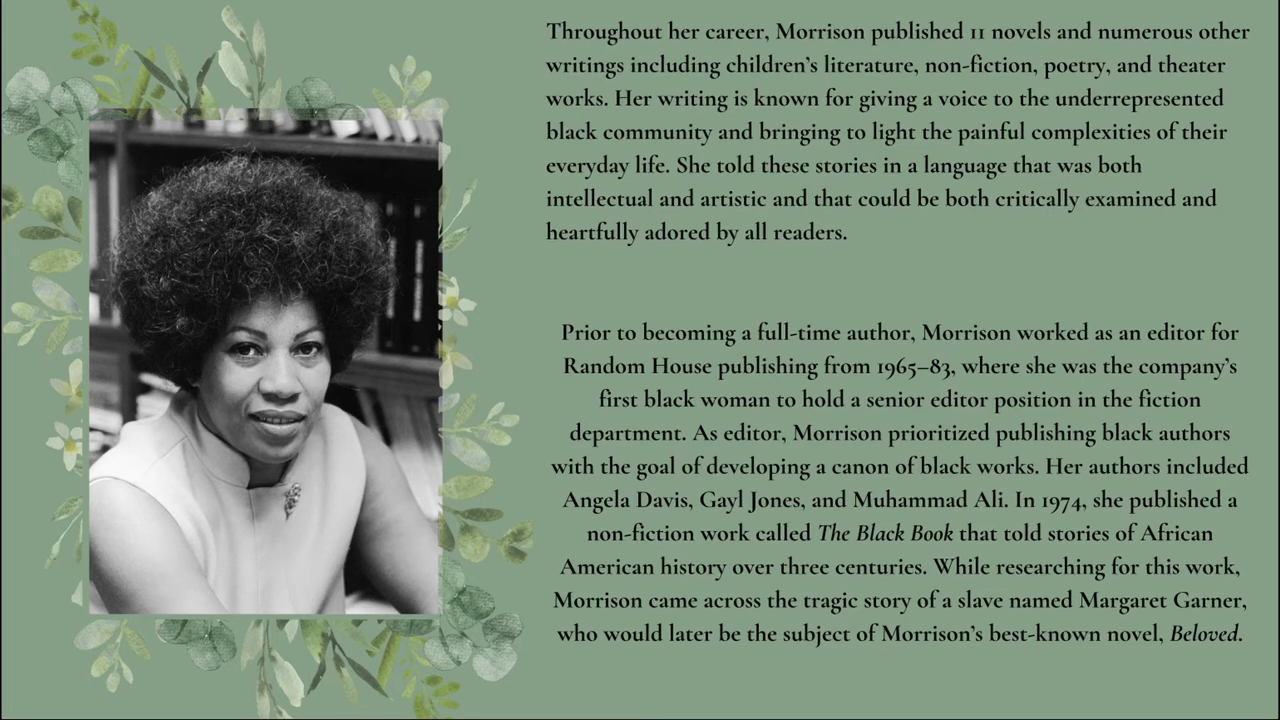 Throughout her career, Morrison published 11 novels and numerous other
writings including children’s literature, non-fiction, poetry, and theater
works. Her writing is known for giving a voice to the underrepresented
black community and bringing to light the painful complexities of their
everyday life. She told these stories in a language that was both
intellectual and artistic and that could be both critically examined and
heartfully adored by all readers.
Prior to becoming a full-time author, Morrison worked as an editor for
Random House publishing from 1965–83, where she was the company’s
first black woman to hold a senior editor position in the fiction
department. As editor, Morrison prioritized publishing black authors
with the goal of developing a canon of black works. Her authors included
Angela Davis, Gayl Jones, and Muhammad Ali. In 1974, she published a
non-fiction work called The Black Book that told stories of African
American history over three centuries. While researching for this work,
Morrison came across the tragic story of a slave named Margaret Garner,
who would later be the subject of Morrison’s best-known novel, Beloved.